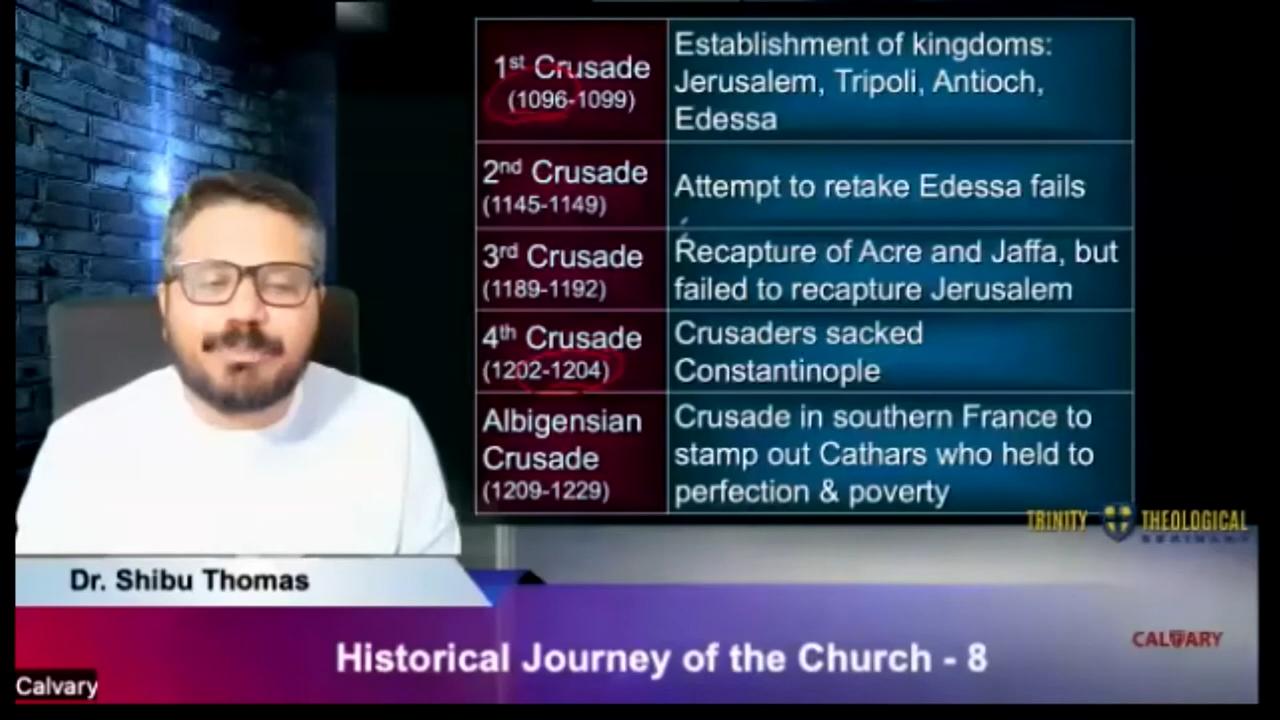 1st Crusade
(1096-1099)
Establishment of kingdoms:
Jerusalem, Tripoli, Antioch,
Edessa
2nd Crusade
(1145-1149)
Attempt to retake Edessa fails
3rd Crusade
(1189-1192)
Recapture of Acre and Jaffa, but
failed to recapture Jerusalem
4th Crusade
(1202-1204)
Crusaders sacked
Constantinople
Albigensian
Crusade
(1209-1229)
Crusade in southern France to
stamp out Cathars who held to
perfection & poverty
TRINITY THEOLOGICAL
SEMINARY
Dr. Shibu Thomas
CALVARY
Historical Journey of the Church - 8
Calvary